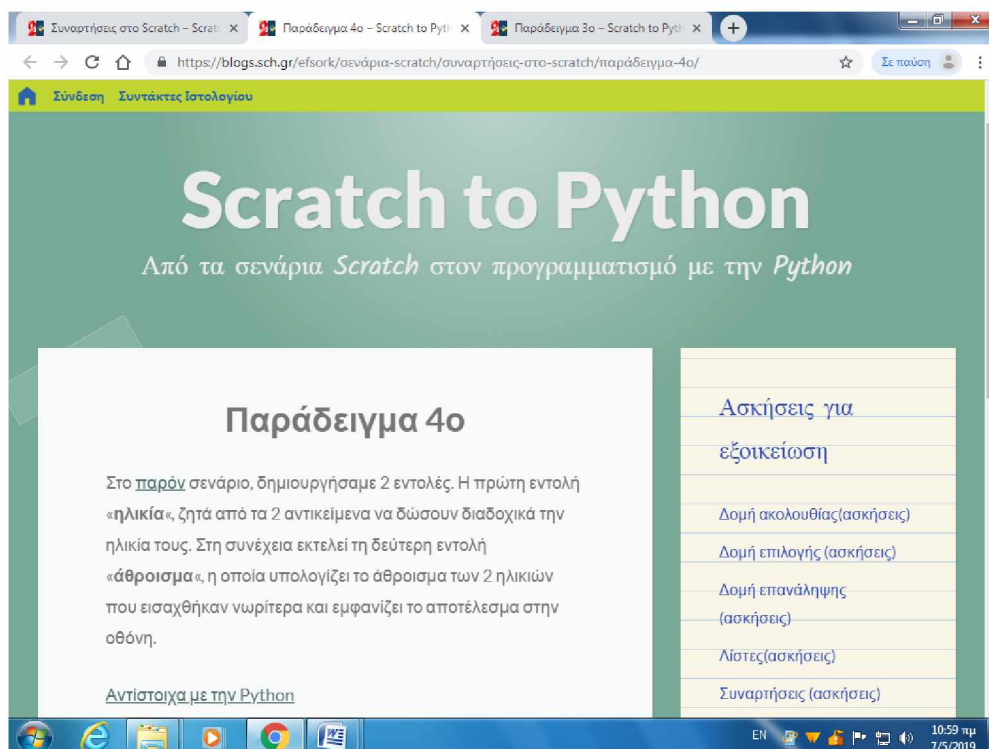 Συναρτήσεις στο Scratch – Scrat
Παράδειγμα 4ο – Scratch to Pyth
Παράδειγμα 3ο – Scratch to Pyth
https://blogs.sch.gr/efsork/σενάρια-scratch/συναρτήσεις-στο-scratch/παράδειγμα-4ο/
Σε παύση
Σύνδεση Συντάκτες Ιστολογίου
Scratch to Python
Από τα σενάρια Scratch στον προγραμματισμό με την Python
Παράδειγμα 4ο
Στο παρόν σενάριο, δημιουργήσαμε 2 εντολές. Η πρώτη εντολή
«ηλικία«, ζητά από τα 2 αντικείμενα να δώσουν διαδοχικά την
ηλικία τους. Στη συνέχεια εκτελεί τη δεύτερη εντολή
«άθροισμα«, η οποία υπολογίζει το άθροισμα των 2 ηλικιών
που εισαχθήκαν νωρίτερα και εμφανίζει το αποτέλεσμα στην
οθόνη.
Αντίστοιχα με την Python
Ασκήσεις για
εξοικείωση
Δομή ακολουθίας(ασκήσεις)
Δομή επιλογής (ασκήσεις)
Δομή επανάληψης
(ασκήσεις)
Λίστες(ασκήσεις)
Συναρτήσεις (ασκήσεις)
EN
10:59 πμ
7/5/2019